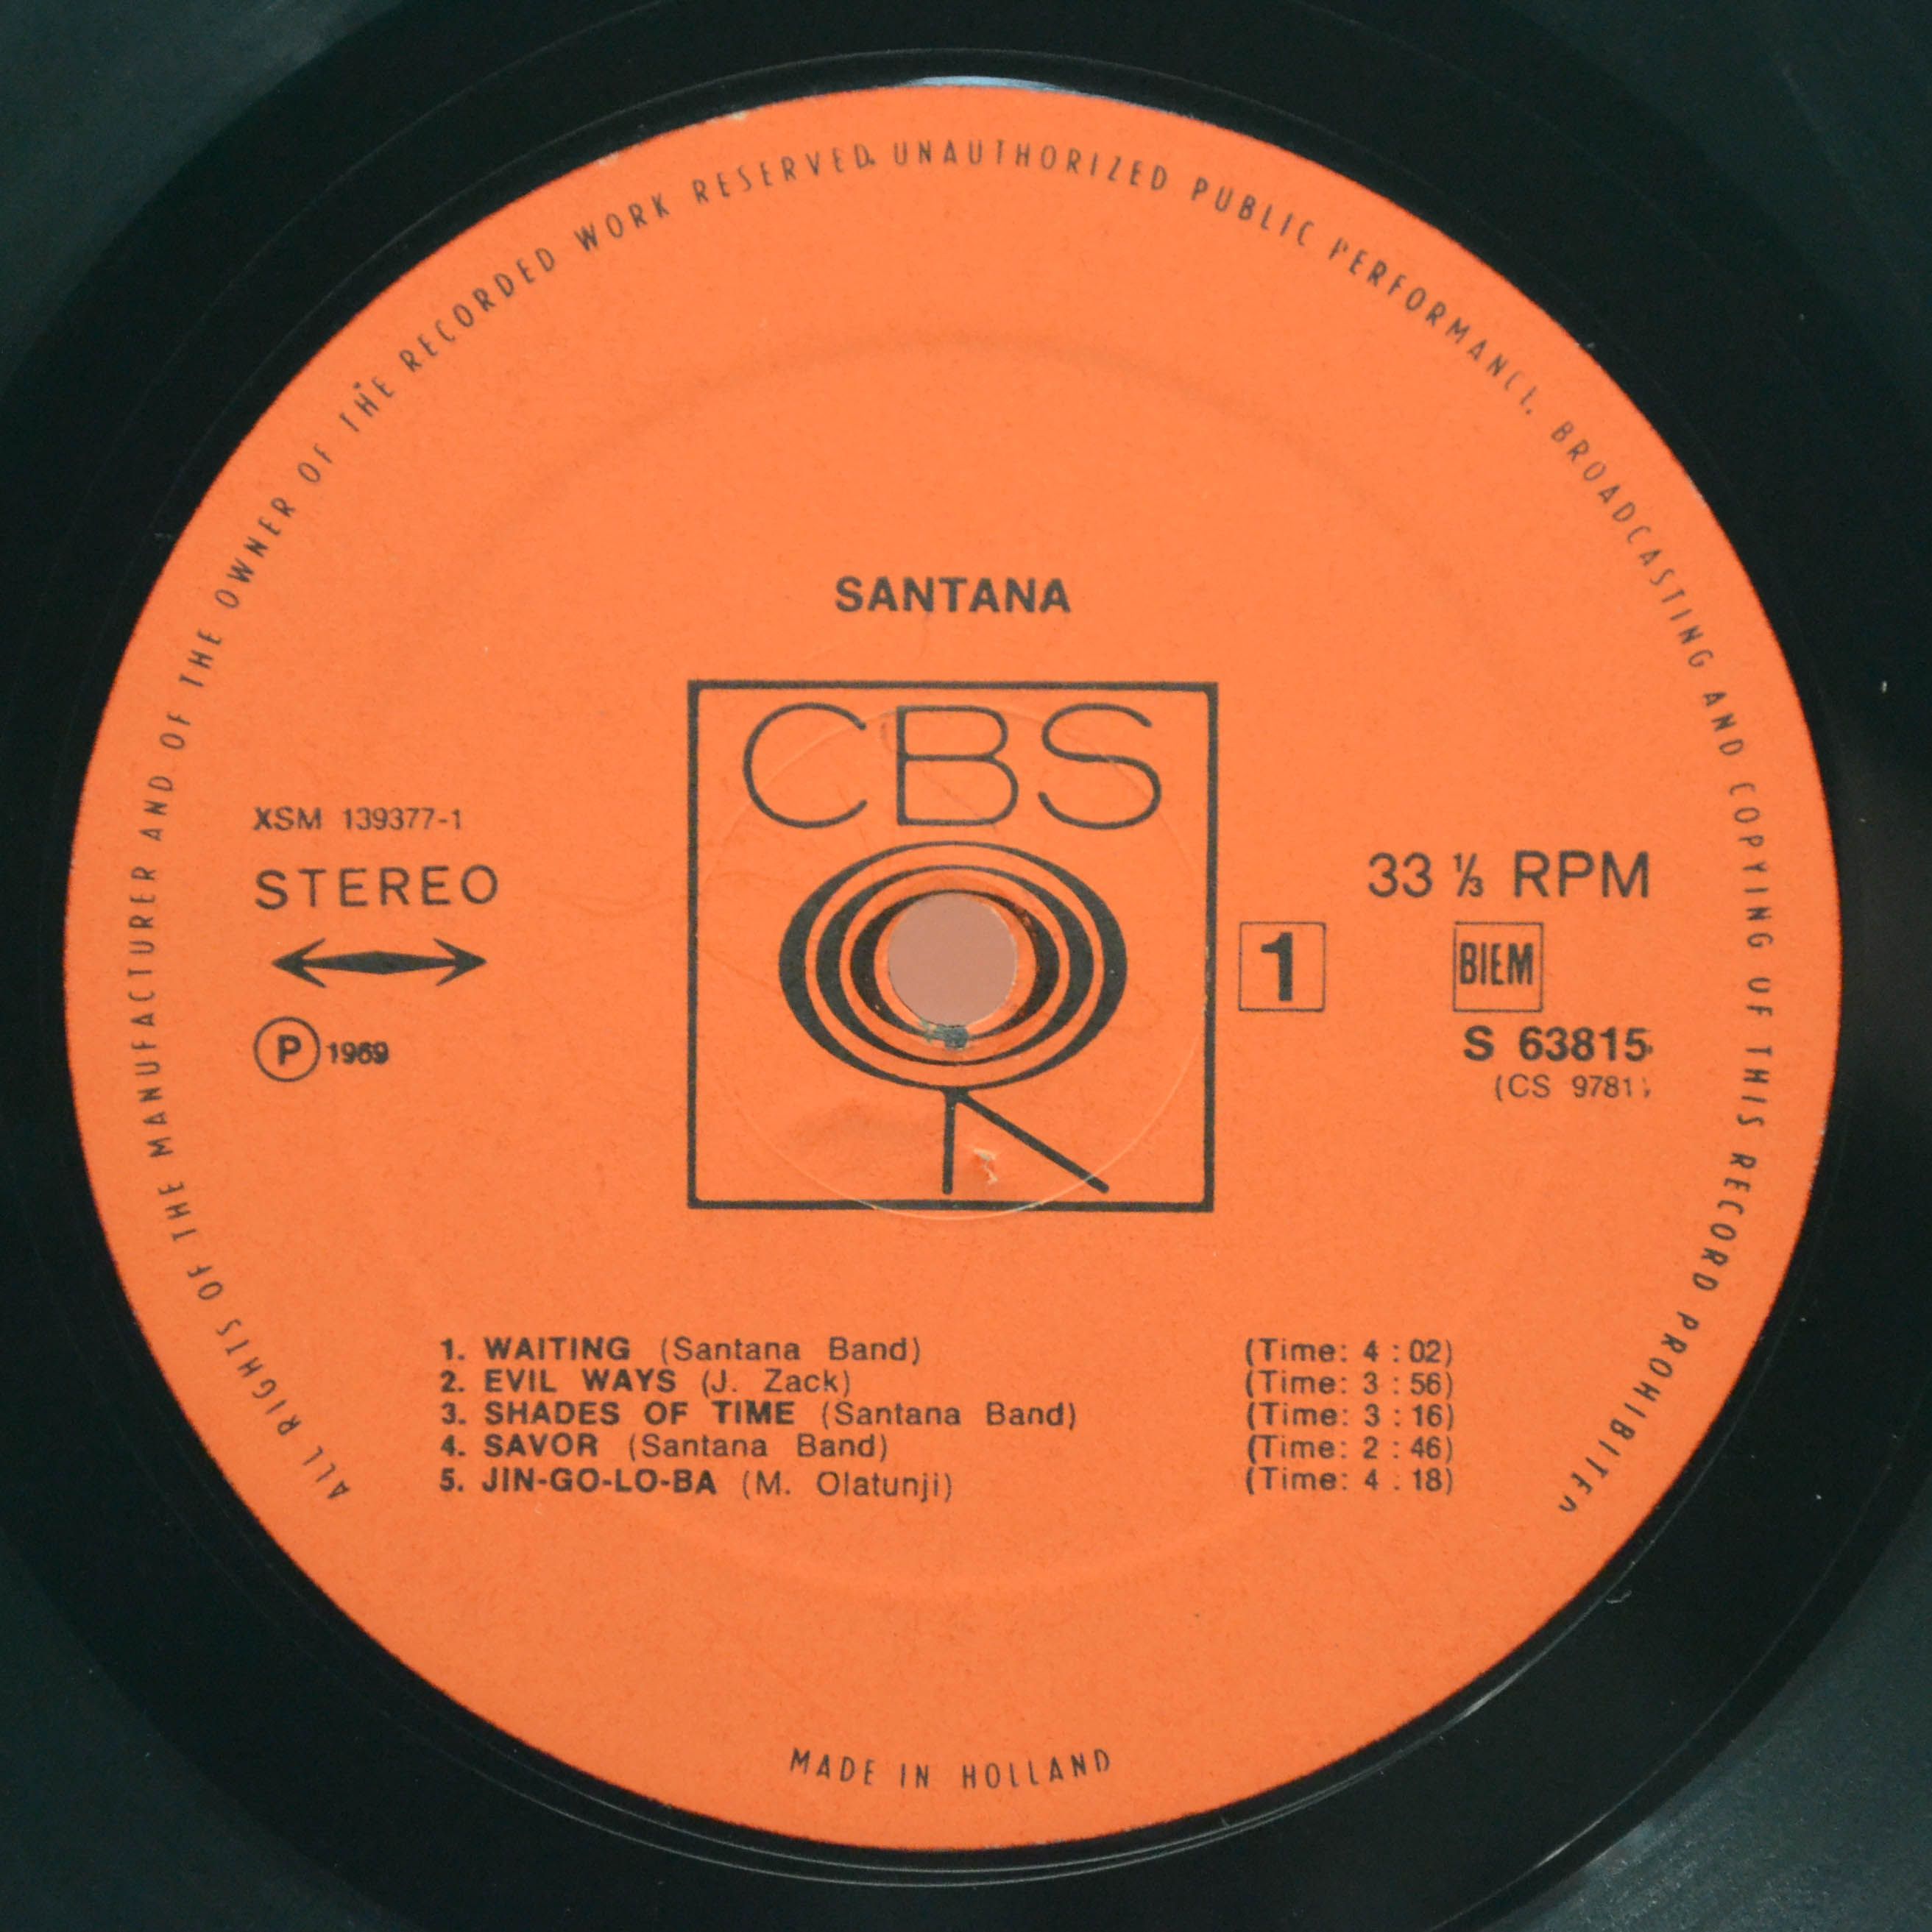 ALL RIGHTS OF THE MANUFACTURER AND OF THE OWNER OF THE RECORDED WORK RESERVED. UNAUTHORIZED PUBLIC PERFORMANCE, BROADCASTING AND COPYING OF THIS RECORD PROHIBITED
SANTANA
CBS
XSM 139377-1
STEREO
33 ⅓ RPM
1
BIEM
P 1969
S 63815
(CS 9781)
1. WAITING (Santana Band) (Time: 4 : 02)
2. EVIL WAYS (J. Zack) (Time: 3 : 56)
3. SHADES OF TIME (Santana Band) (Time: 3 : 16)
4. SAVOR (Santana Band) (Time: 2 : 46)
5. JIN-GO-LO-BA (M. Olatunji) (Time: 4 : 18)
MADE IN HOLLAND